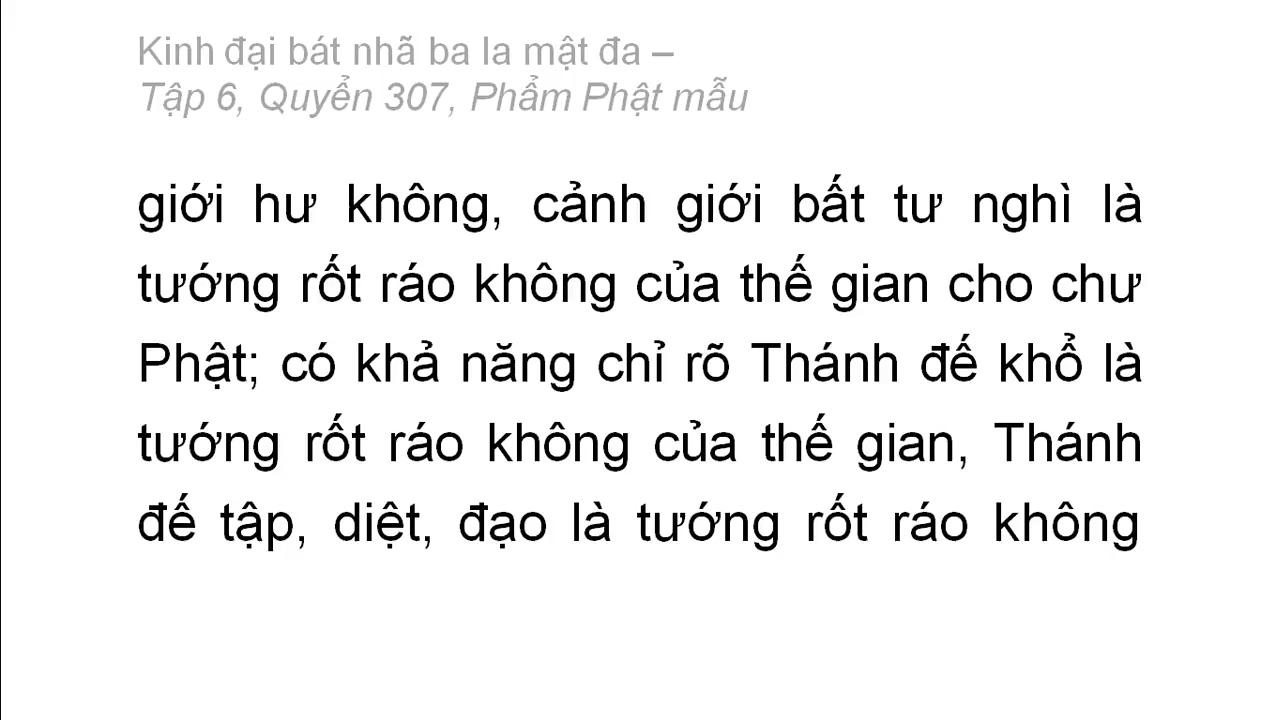 Kinh đại bát nhã ba la mật đa –
Tập 6, Quyển 307, Phẩm Phật mẫu
giới hư không, cảnh giới bất tư nghì là
tướng rốt ráo không của thế gian cho chư
Phật; có khả năng chỉ rõ Thánh đế khổ là
tướng rốt ráo không của thế gian, Thánh
đế tập, diệt, đạo là tướng rốt ráo không